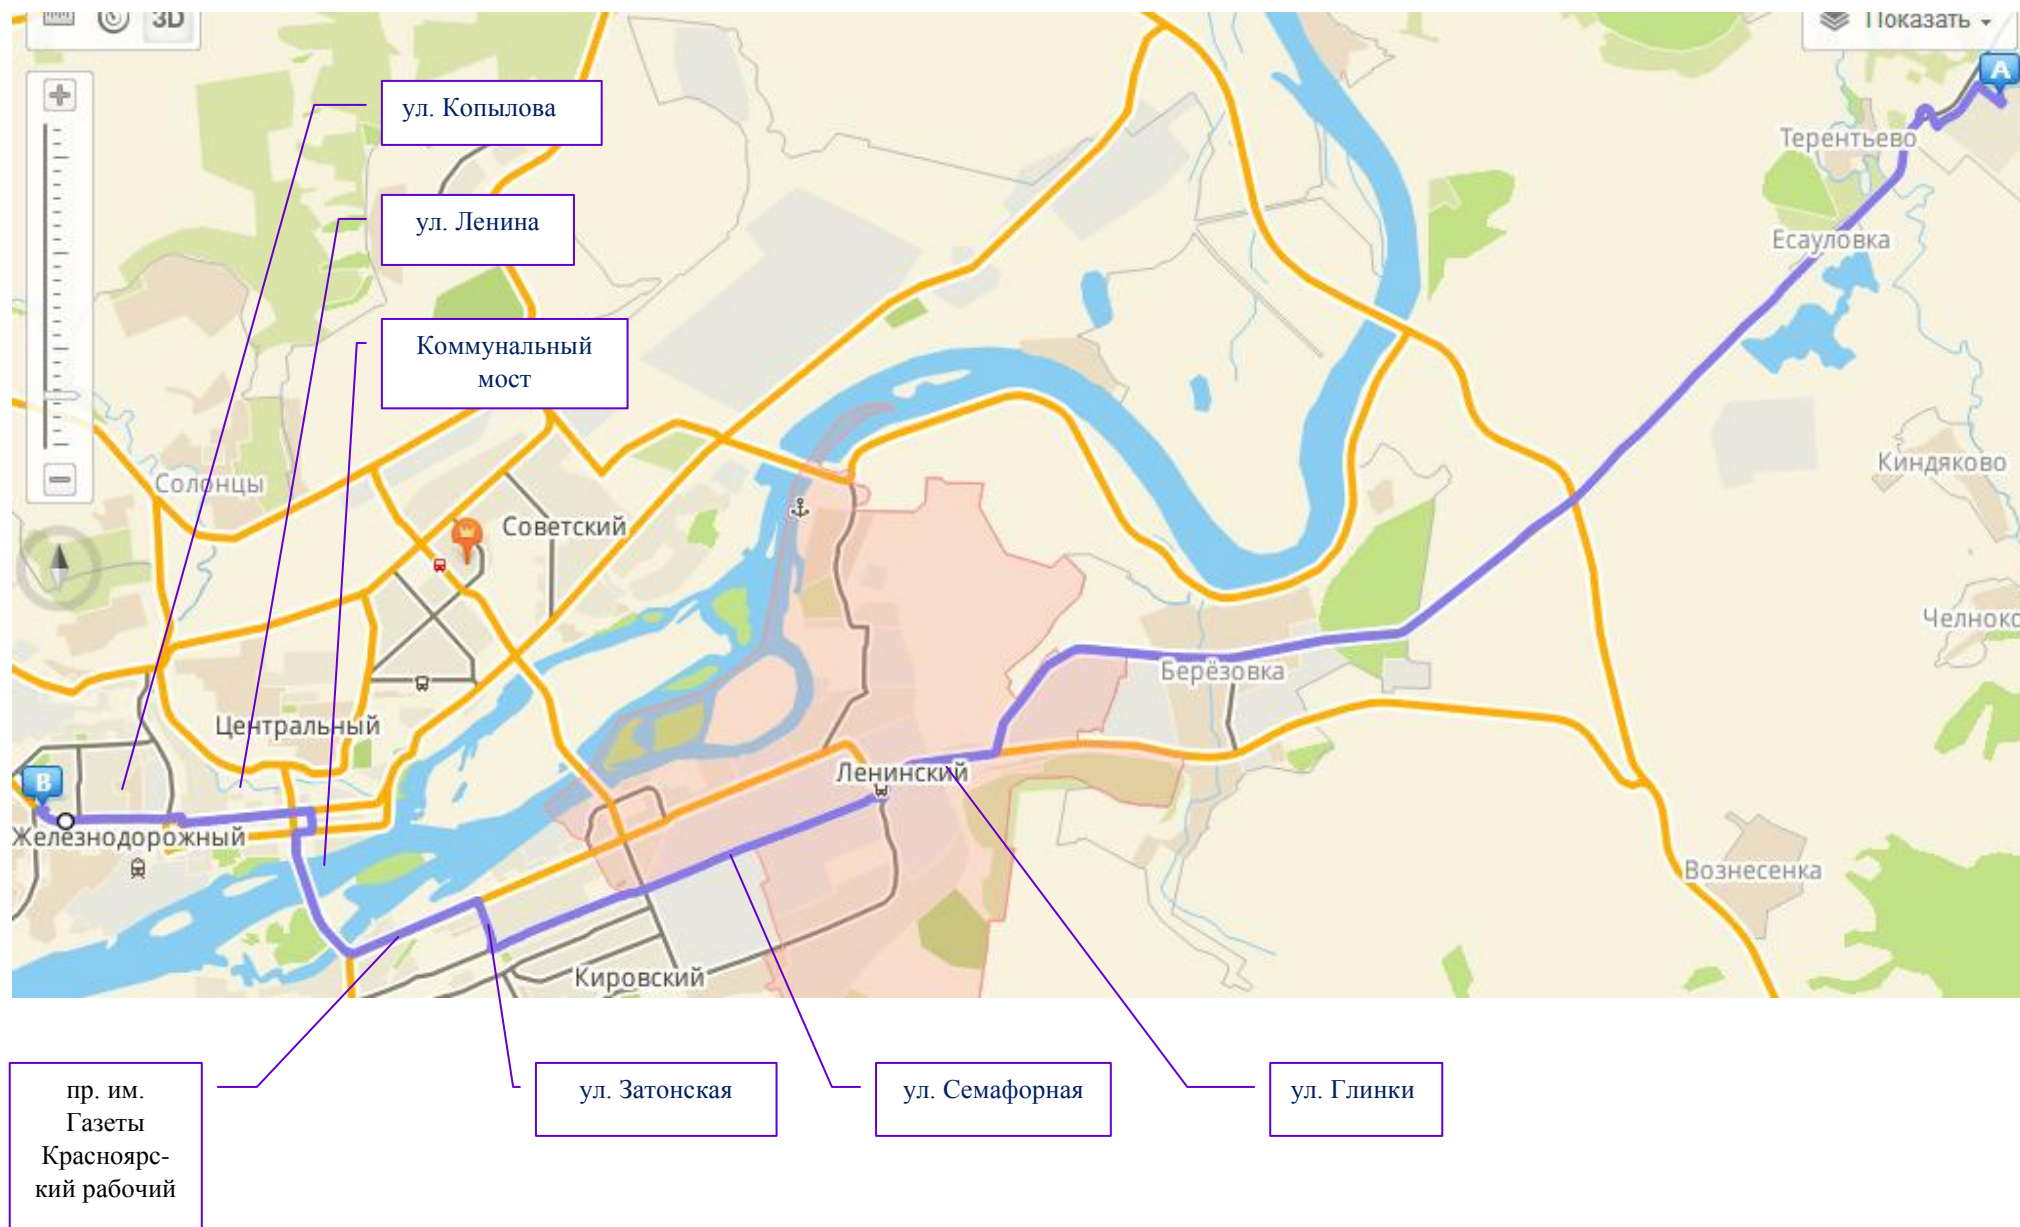 3D
Показать
A
ул. Копылова
Терентьево
ул. Ленина
Есауловка
Коммунальный
мост
Солонцы
Киндяково
Советский
Челноко
Берёзовка
Центральный
Ленинский
B
Железнодорожный
Вознесенка
Кировский
пр. им.
Газеты
Красноярс-
кий рабочий
ул. Затонская
ул. Семафорная
ул. Глинки